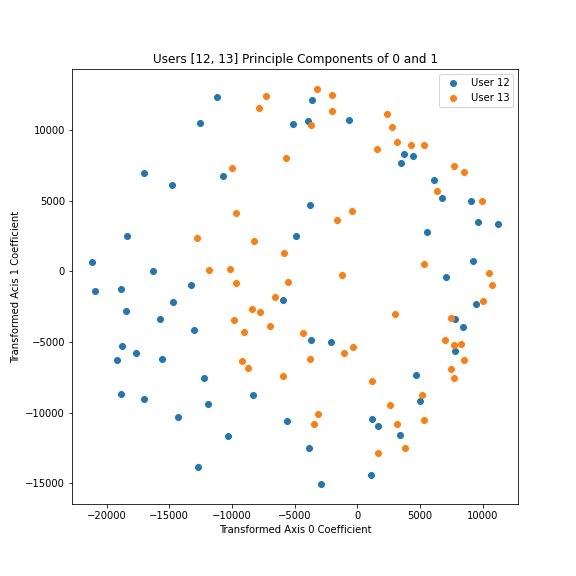 Users [12, 13] Principle Components of 0 and 1
User 12
User 13
10000
5000
0
−5000
−10000
−15000
Transformed Acis 1 Coefficient
−20000 −15000 −10000 −5000 0 5000 10000
Transformed Axis 0 Coefficient